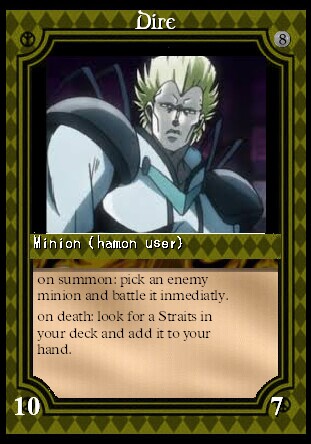 Dire
8
Minion (hamon user)
on summon: pick an enemy
minion and battle it inmediatly.
on death: look for a Straits in
your deck and add it to your
hand.
10
7